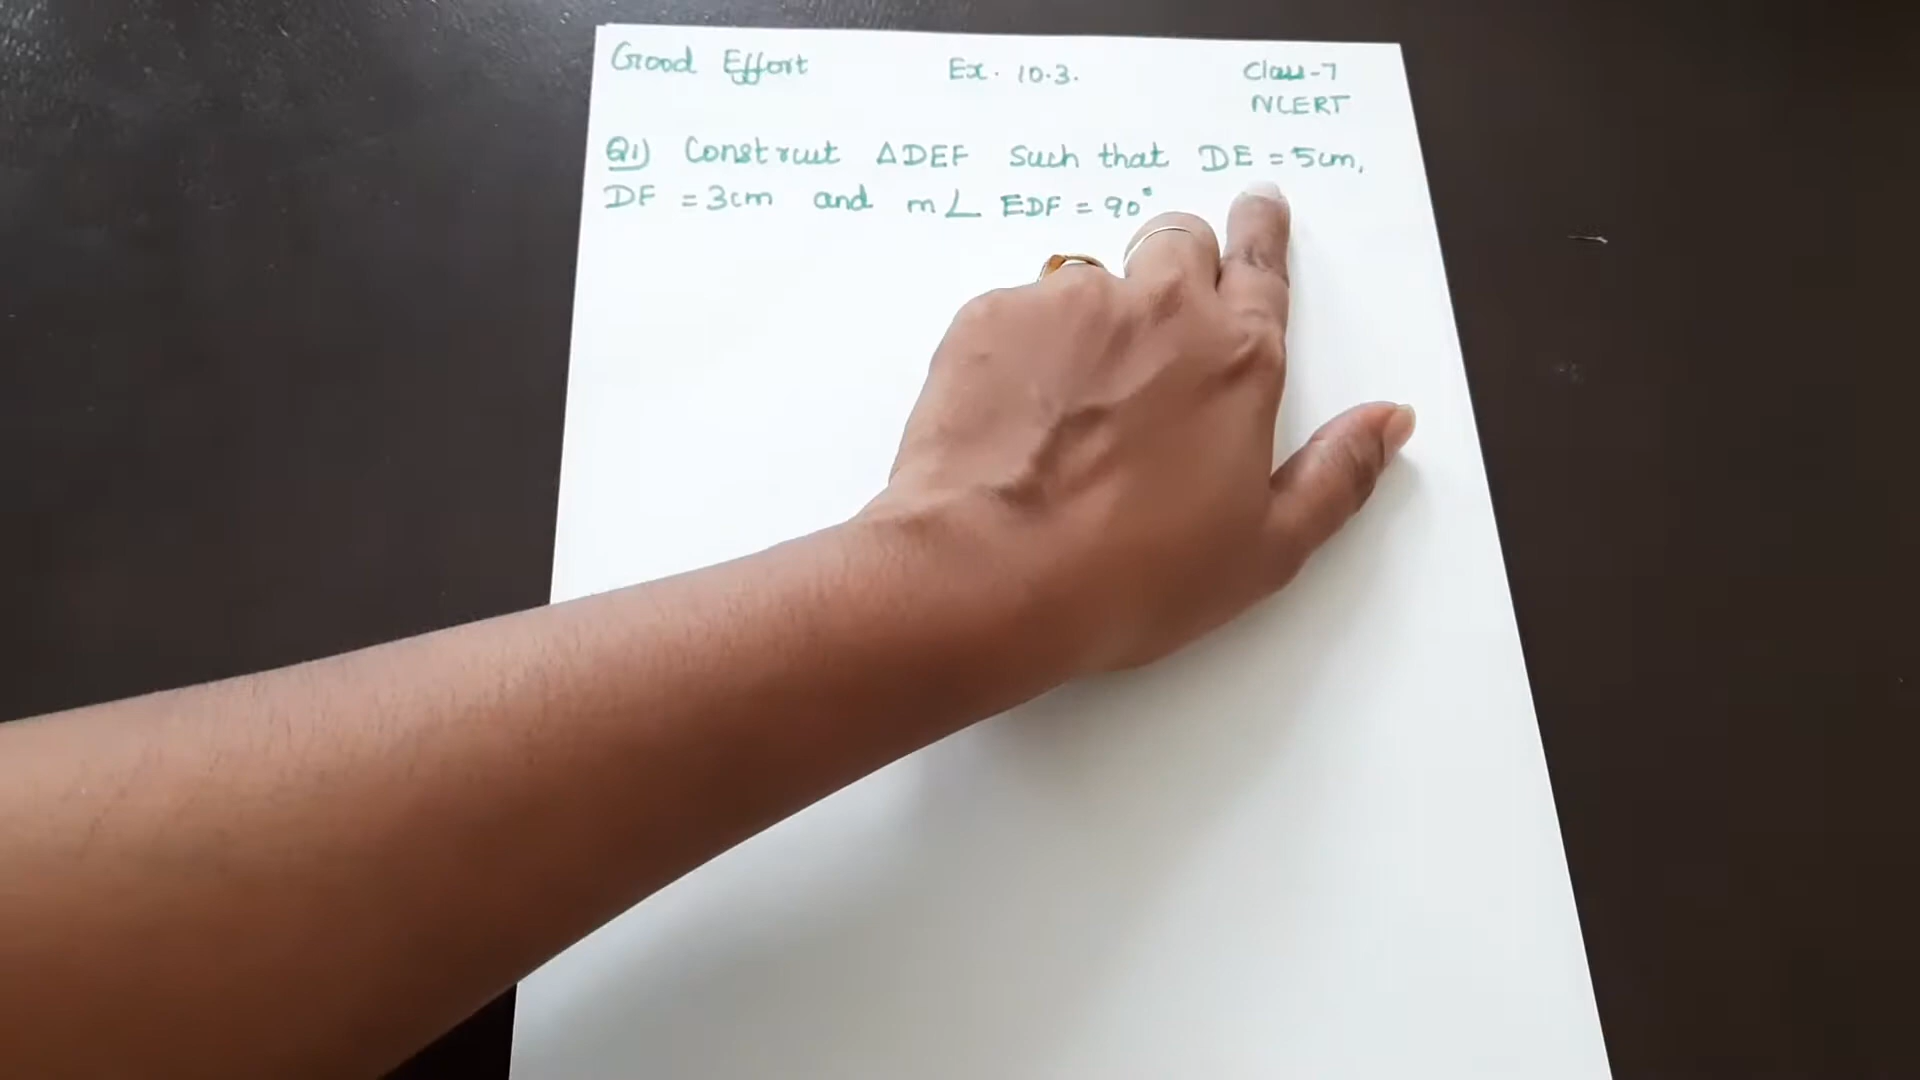 Good Effort Ex. 10.3. Class-7
NCERT
Q1) Construct △DEF such that DE = 5cm,
DF = 3cm and m∠ EDF = 90°